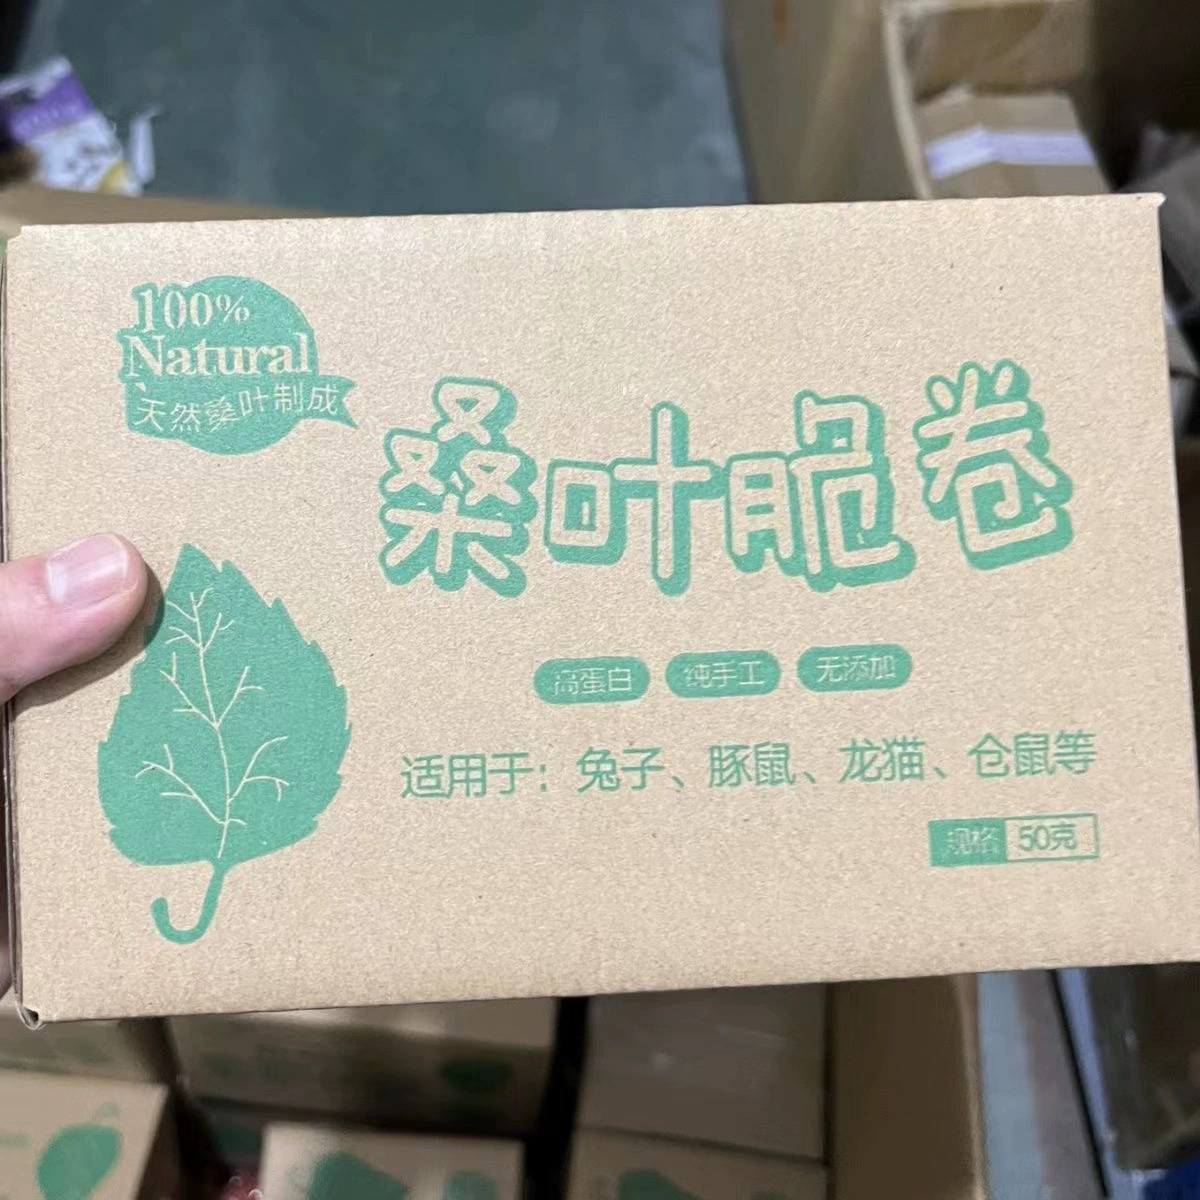 100%
Natural
天然桑叶制成
桑叶脆卷
高蛋白 纯手工 无添加
适用于：兔子、豚鼠、龙猫、仓鼠等
规格 50克